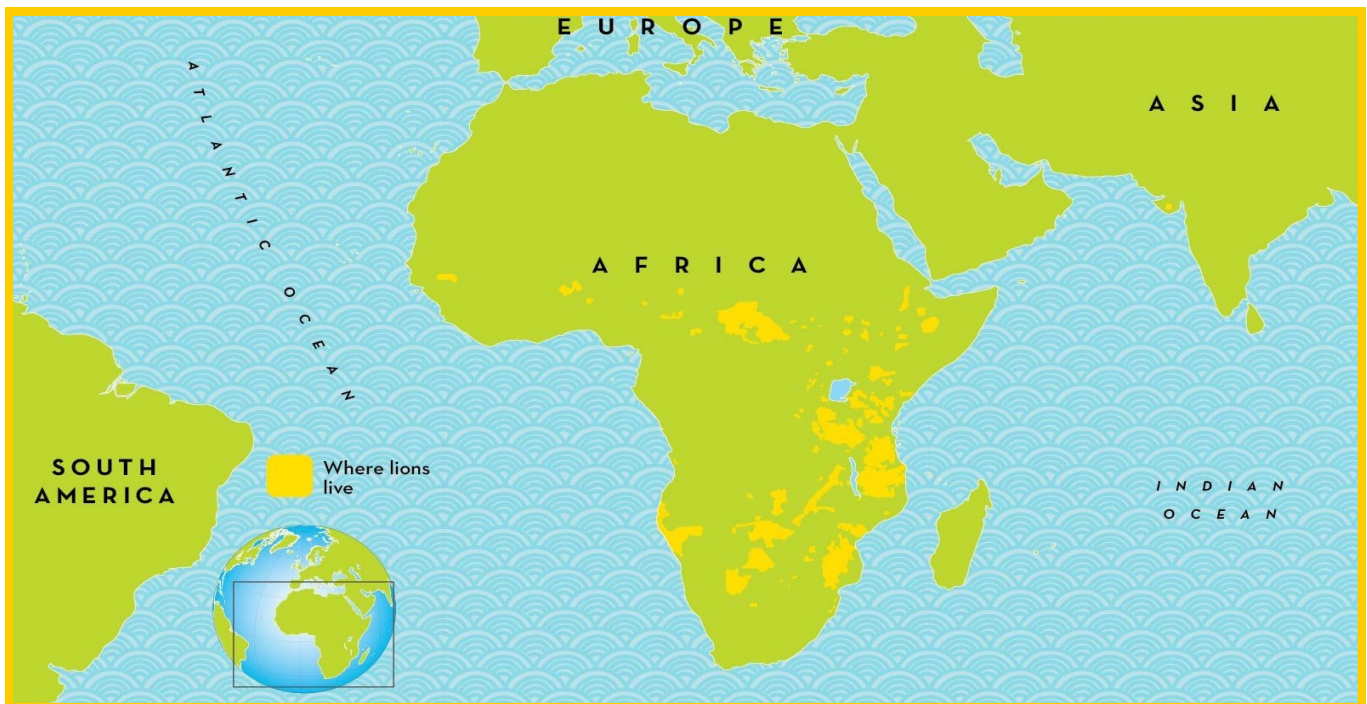 EUROPE
ASIA
ATLANTIC OCEAN
AFRICA
SOUTH
AMERICA
Where lions
live
INDIAN
OCEAN